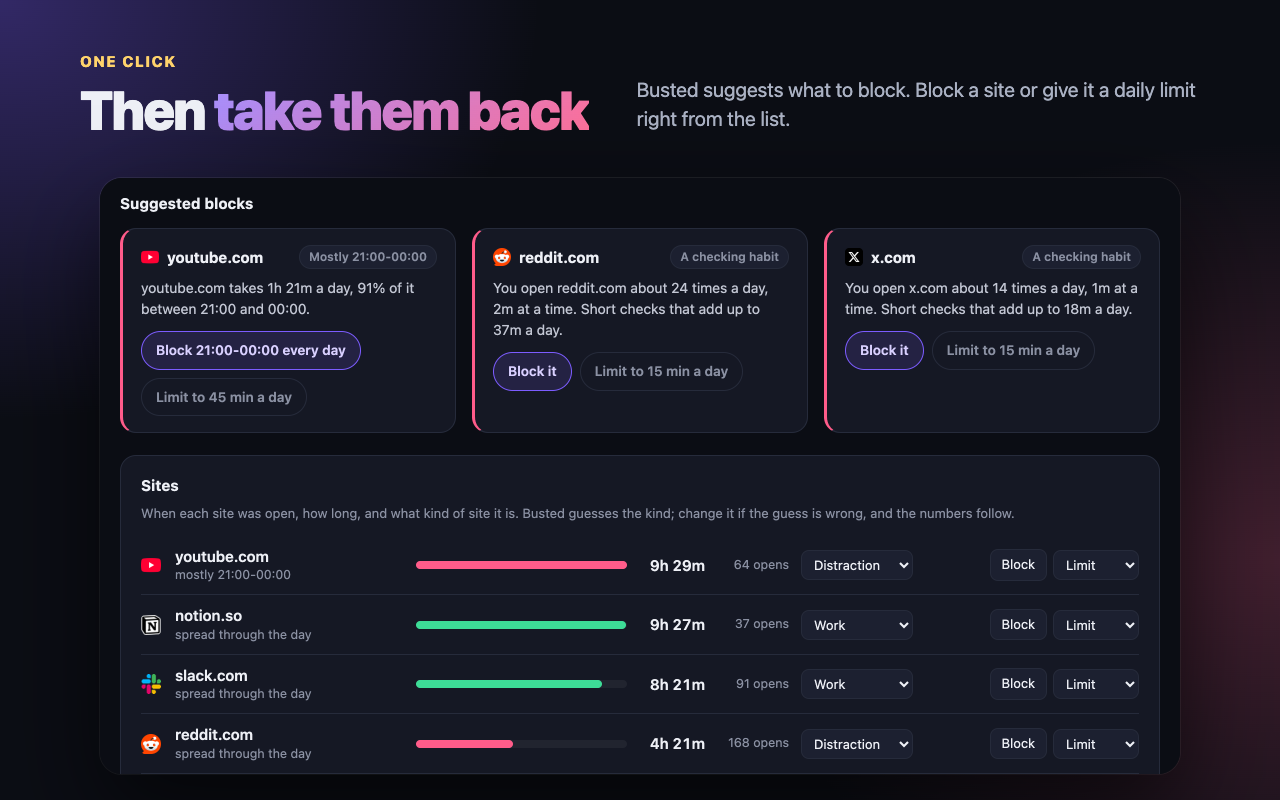 ONE CLICK
Then take them back
Busted suggests what to block. Block a site or give it a daily limit
right from the list.
Suggested blocks
youtube.com Mostly 21:00-00:00
youtube.com takes 1h 21m a day, 91% of it
between 21:00 and 00:00.
Block 21:00-00:00 every day
Limit to 45 min a day
reddit.com A checking habit
You open reddit.com about 24 times a day,
2m at a time. Short checks that add up to
37m a day.
Block it Limit to 15 min a day
x.com A checking habit
You open x.com about 14 times a day, 1m at a
time. Short checks that add up to 18m a day.
Block it Limit to 15 min a day
Sites
When each site was open, how long, and what kind of site it is. Busted guesses the kind; change it if the guess is wrong, and the numbers follow.
youtube.com
mostly 21:00-00:00
9h 29m 64 opens Distraction Block Limit
notion.so
spread through the day
9h 27m 37 opens Work Block Limit
slack.com
spread through the day
8h 21m 91 opens Work Block Limit
reddit.com
spread through the day
4h 21m 168 opens Distraction Block Limit